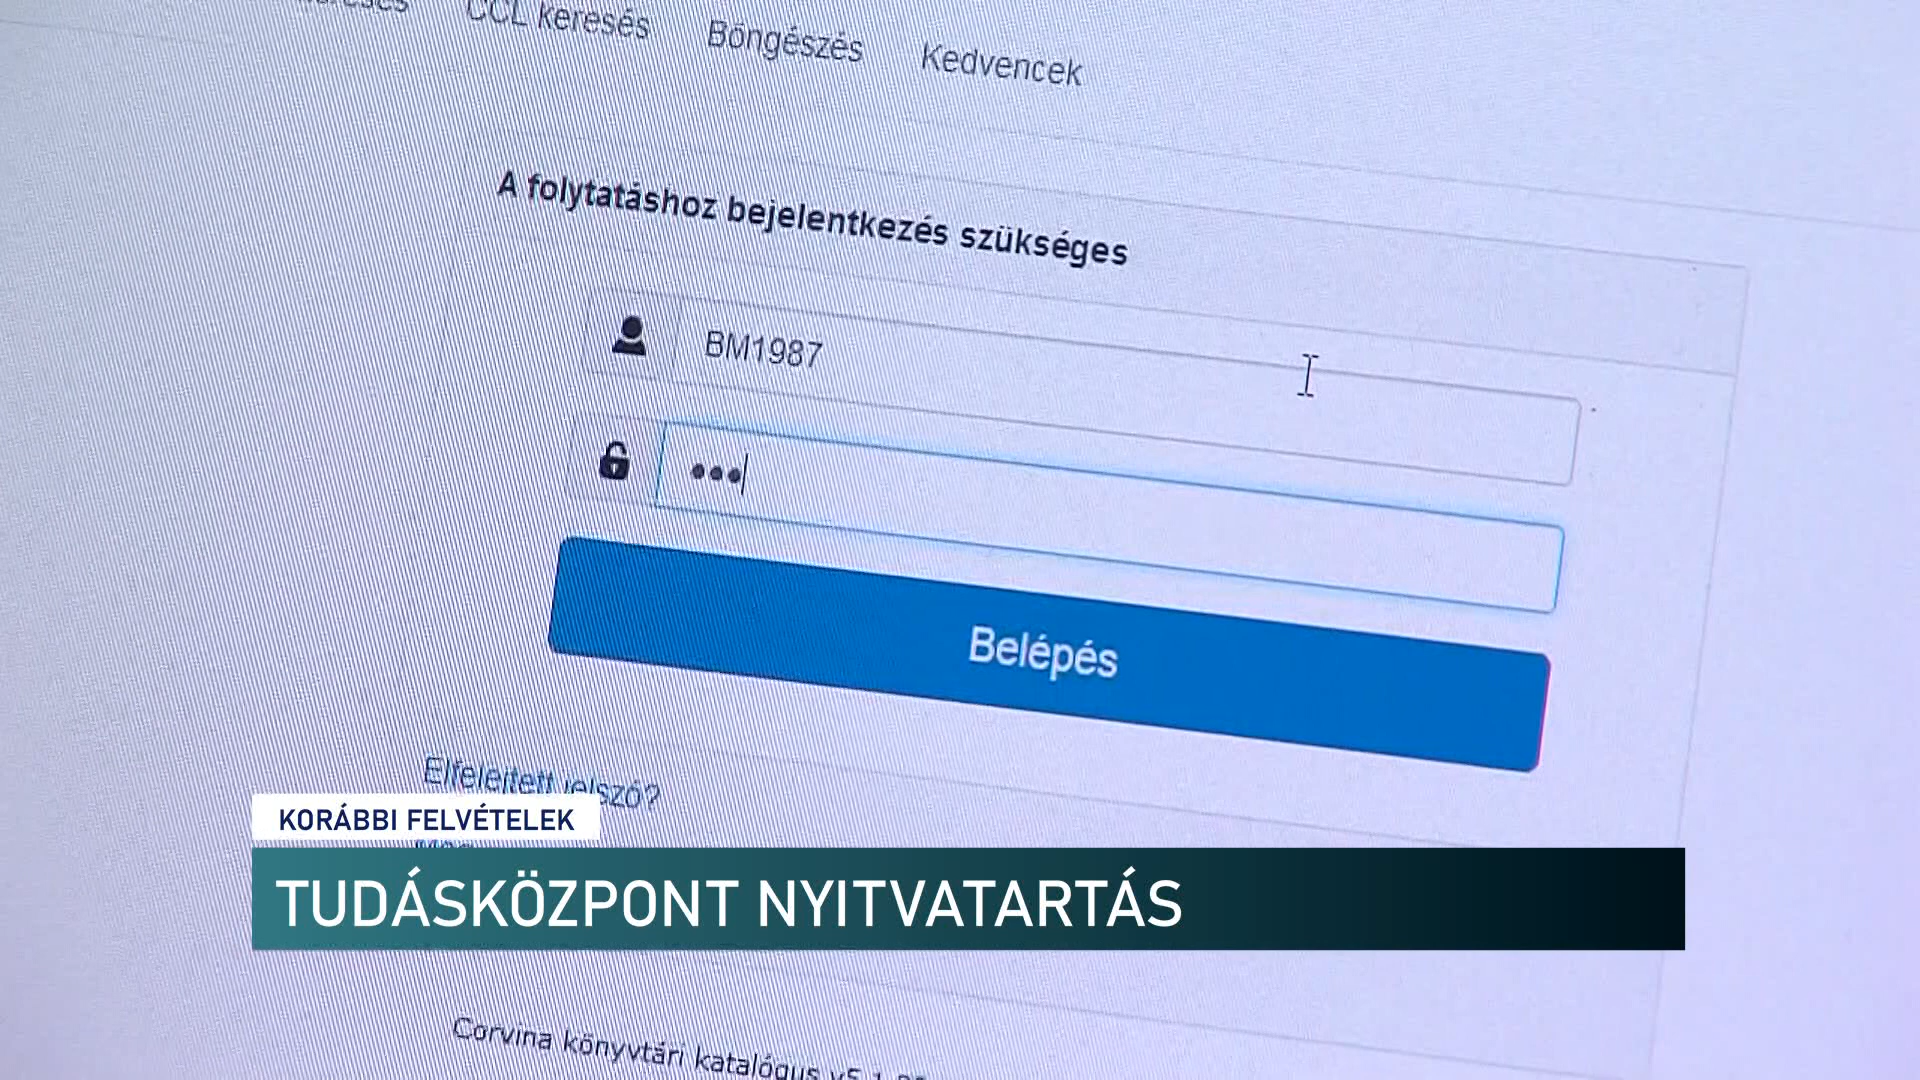 CCL keresés Böngészés Kedvencek
A folytatáshoz bejelentkezés szükséges
BM1987
Belépés
Elfelejtett jelszó?
KORÁBBI FELVÉTELEK
TUDÁSKÖZPONT NYITVATARTÁS
Corvina könyvtári katalógus